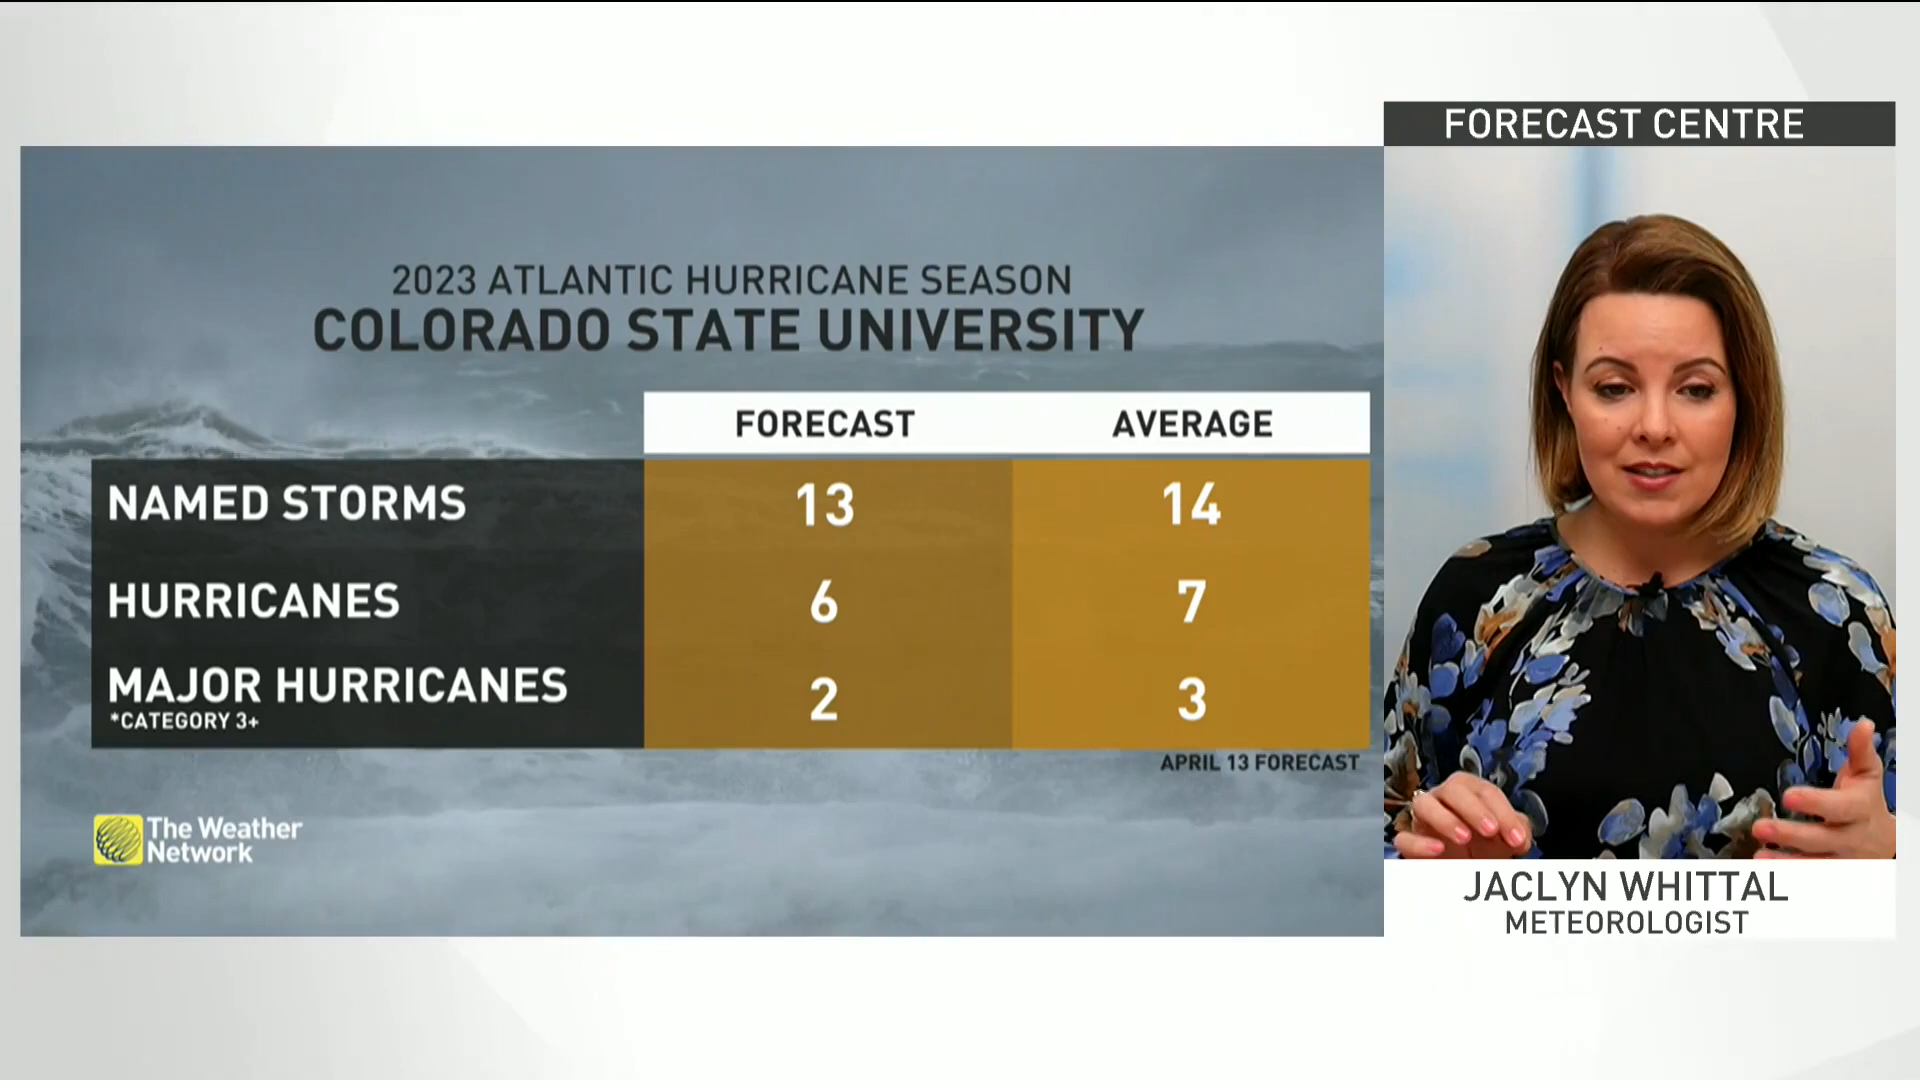 FORECAST CENTRE
2023 ATLANTIC HURRICANE SEASON
COLORADO STATE UNIVERSITY
FORECAST AVERAGE
NAMED STORMS 13 14
HURRICANES 6 7
MAJOR HURRICANES 2 3
*CATEGORY 3+
APRIL 13 FORECAST
The Weather
Network
JACLYN WHITTAL
METEOROLOGIST